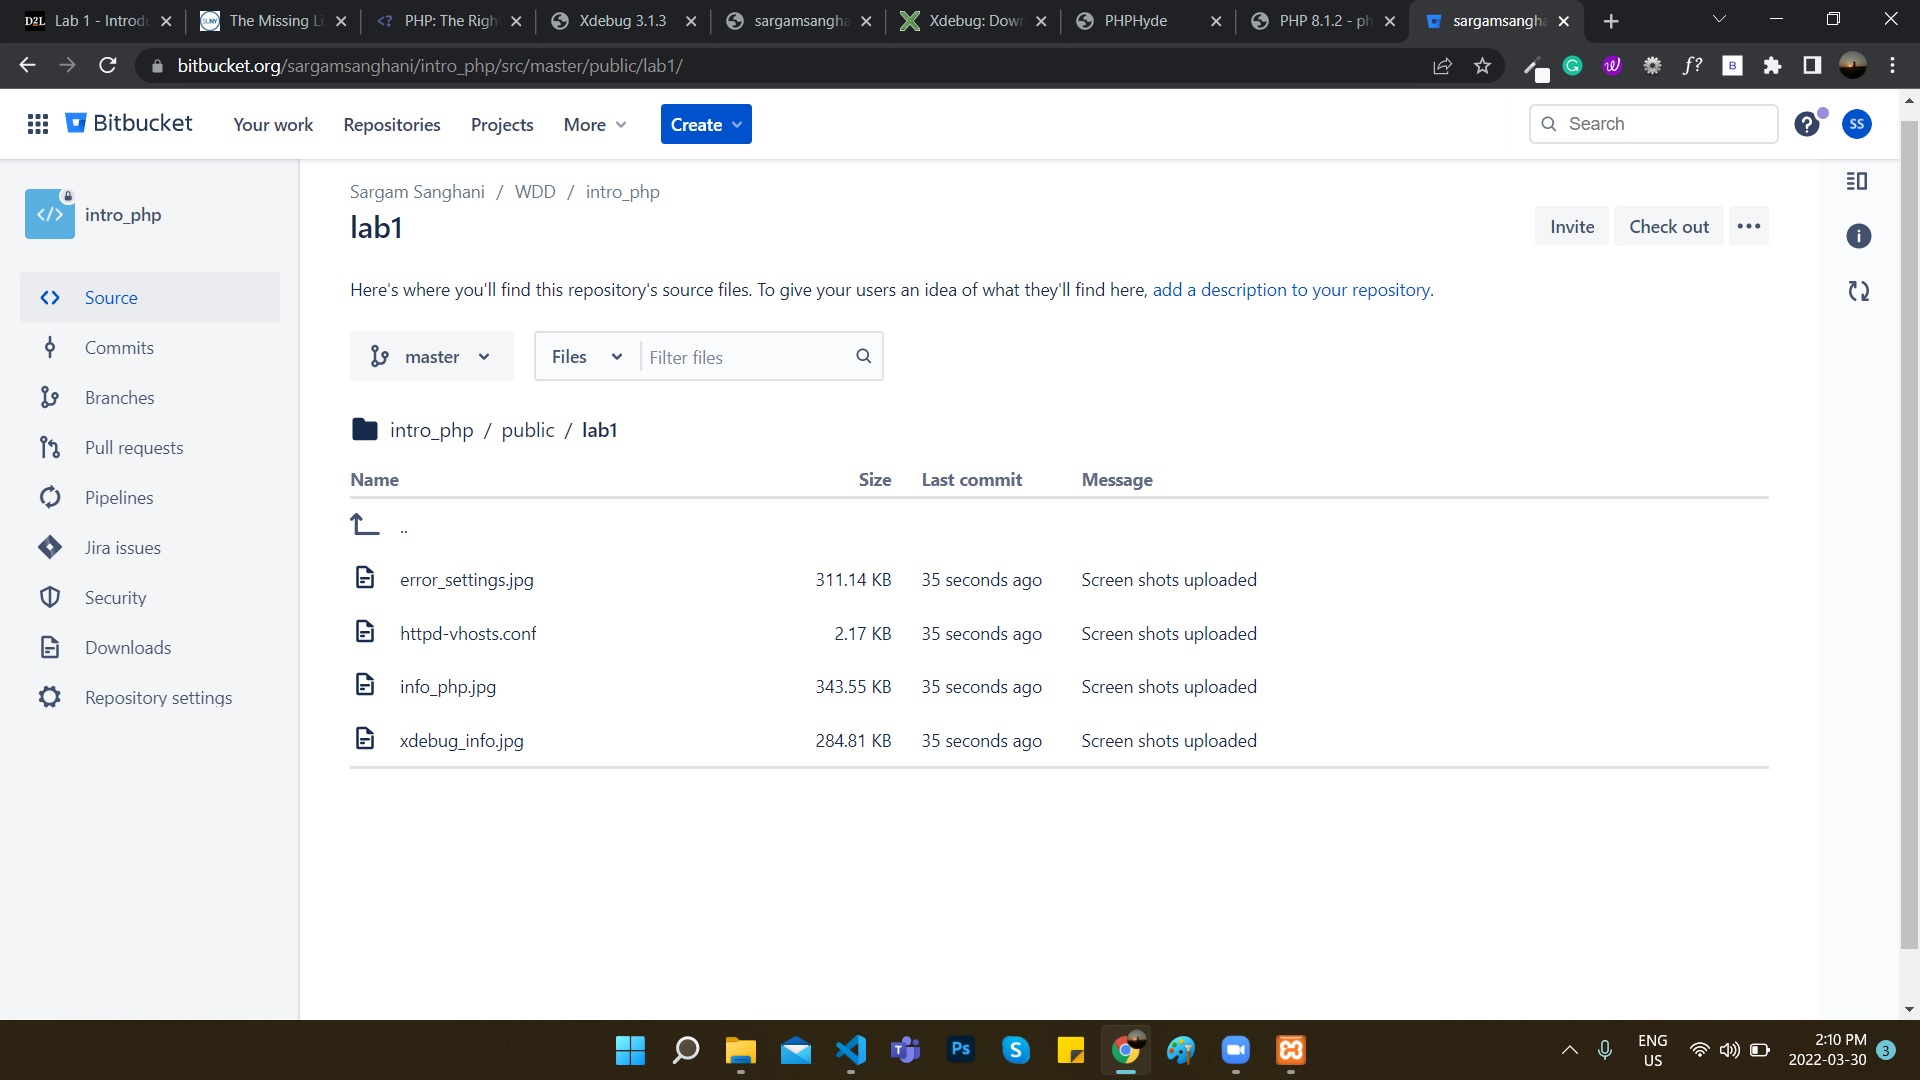 D2L Lab 1 - Introdu
SUNY The Missing Li
PHP: The Righ
Xdebug 3.1.3
sargamsangha
Xdebug: Down
PHPHyde
PHP 8.1.2 - ph
sargamsangha
bitbucket.org/sargamsanghani/intro_php/src/master/public/lab1/
Bitbucket
Your work
Repositories
Projects
More
Create
Search
SS
intro_php
Source
Commits
Branches
Pull requests
Pipelines
Jira issues
Security
Downloads
Repository settings
Sargam Sanghani / WDD / intro_php
lab1
Invite
Check out
Here's where you'll find this repository's source files. To give your users an idea of what they'll find here, add a description to your repository.
master
Files
Filter files
intro_php / public / lab1
Name Size Last commit Message
..
error_settings.jpg 311.14 KB 35 seconds ago Screen shots uploaded
httpd-vhosts.conf 2.17 KB 35 seconds ago Screen shots uploaded
info_php.jpg 343.55 KB 35 seconds ago Screen shots uploaded
xdebug_info.jpg 284.81 KB 35 seconds ago Screen shots uploaded
Ps
ENG
US
2:10 PM
2022-03-30
3